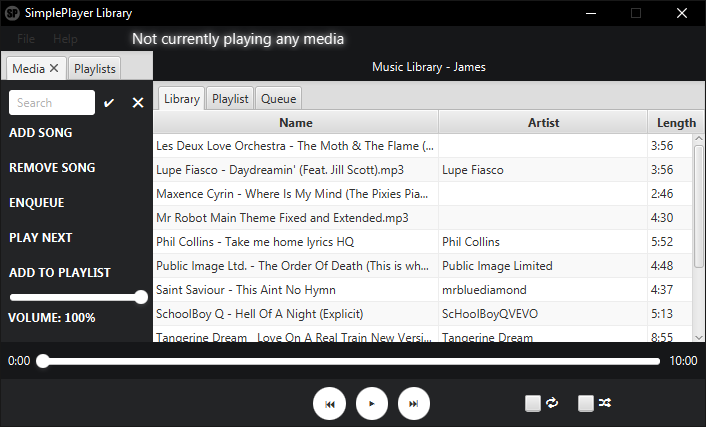 SP SimplePlayer Library
File Help Not currently playing any media
Media Playlists
Music Library - James
Search
ADD SONG
REMOVE SONG
ENQUEUE
PLAY NEXT
ADD TO PLAYLIST
VOLUME: 100%
Library Playlist Queue
Name Artist Length
Les Deux Love Orchestra - The Moth & The Flame (... 3:56
Lupe Fiasco - Daydreamin' (Feat. Jill Scott).mp3 Lupe Fiasco 3:56
Maxence Cyrin - Where Is My Mind (The Pixies Pia... 2:46
Mr Robot Main Theme Fixed and Extended.mp3 4:30
Phil Collins - Take me home lyrics HQ Phil Collins 5:52
Public Image Ltd. - The Order Of Death (This is wh... Public Image Limited 4:48
Saint Saviour - This Aint No Hymn mrbluediamond 4:37
SchoolBoy Q - Hell Of A Night (Explicit) ScHoolBoyQVEVO 5:13
Tangerine Dream _ Love On A Real Train New Versi... Tangerine Dream 8:55
0:00 10:00